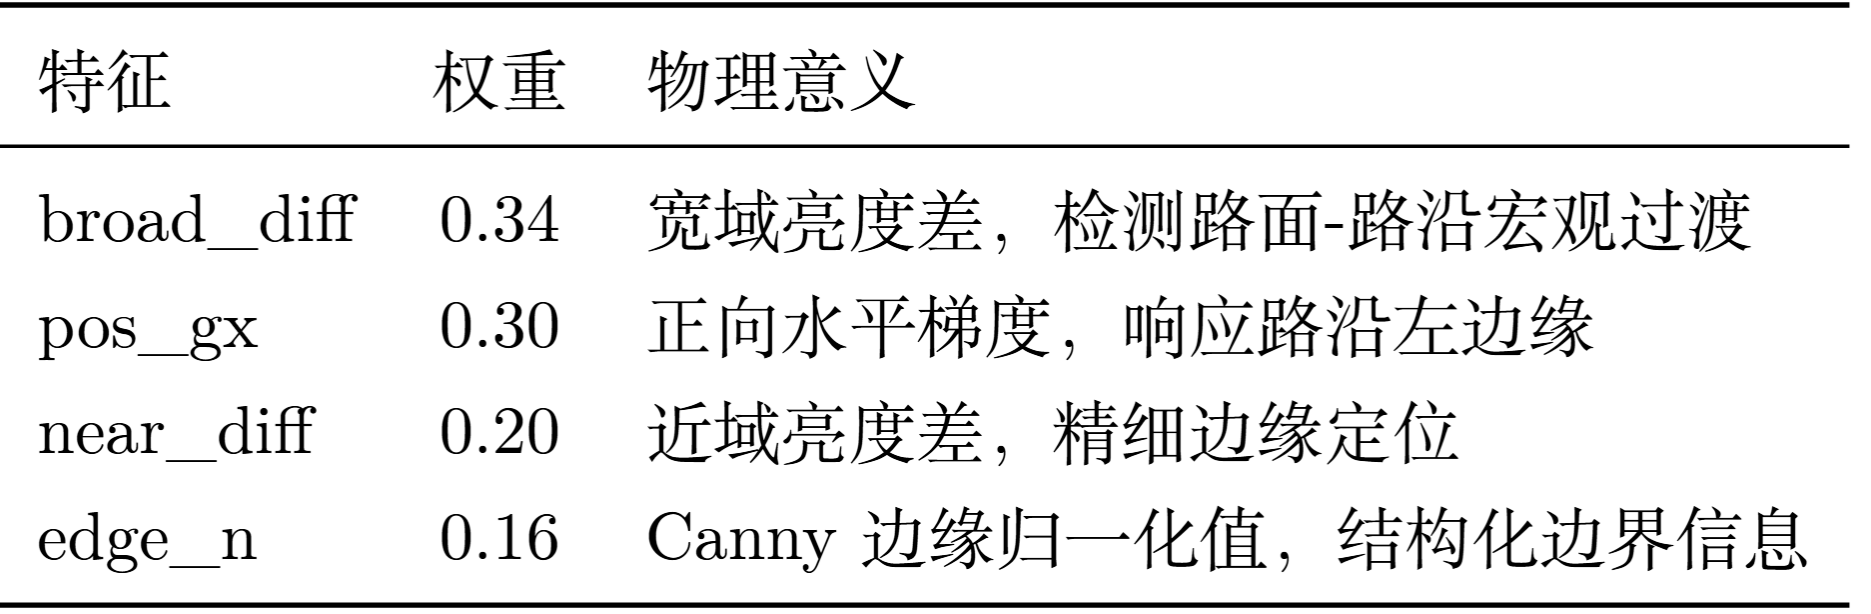 特征 权重 物理意义
broad_diff 0.34 宽域亮度差，检测路面-路沿宏观过渡
pos_gx 0.30 正向水平梯度，响应路沿左边缘
near_diff 0.20 近域亮度差，精细边缘定位
edge_n 0.16 Canny 边缘归一化值，结构化边界信息